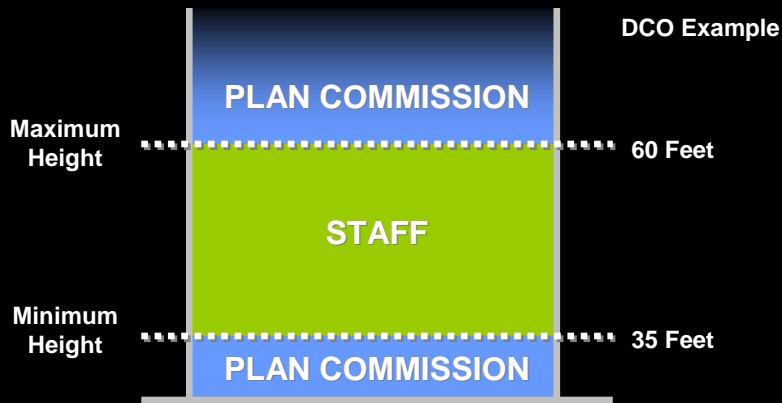 DCO Example
PLAN COMMISSION
Maximum
Height
60 Feet
STAFF
Minimum
Height
35 Feet
PLAN COMMISSION